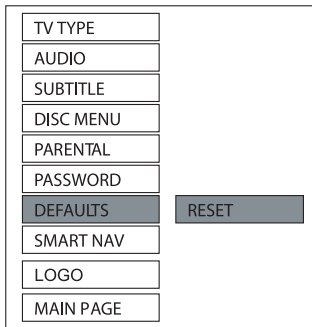 TV TYPE
AUDIO
SUBTITLE
DISC MENU
PARENTAL
PASSWORD
DEFAULTS RESET
SMART NAV
LOGO
MAIN PAGE